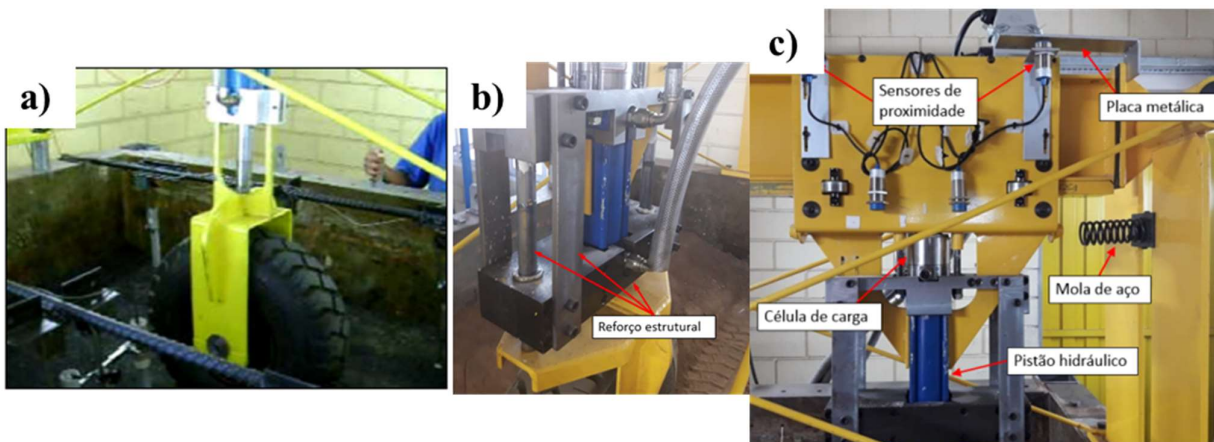 a)
b)
Reforço estrutural
c)
Sensores de
proximidade
Placa metálica
Mola de aço
Célula de carga
Pistão hidráulico